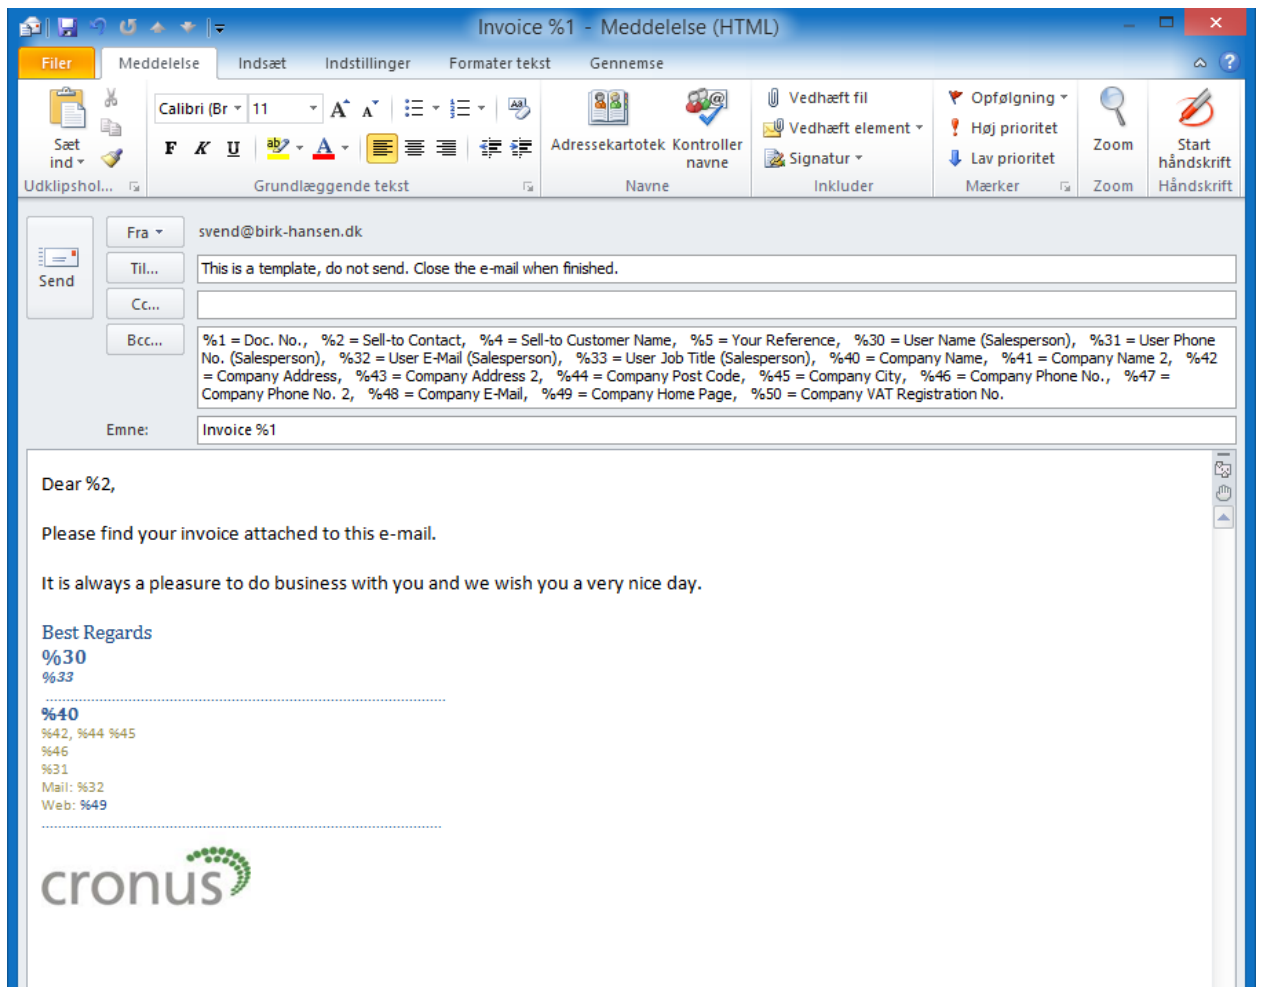 Invoice %1 - Meddelelse (HTML)
Filer Meddelelse Indsæt Indstillinger Formater tekst Gennemse
Sæt ind
Udklipshol...
Calibri (Br 11
F K U
Grundlæggende tekst
Adressekartotek Kontroller navne
Navne
Vedhæft fil
Vedhæft element
Signatur
Inkluder
Opfølgning
Høj prioritet
Lav prioritet
Mærker
Zoom
Zoom
Start håndskrift
Håndskrift
Send
Fra svend@birk-hansen.dk
Til... This is a template, do not send. Close the e-mail when finished.
Cc...
Bcc... %1 = Doc. No., %2 = Sell-to Contact, %4 = Sell-to Customer Name, %5 = Your Reference, %30 = User Name (Salesperson), %31 = User Phone
No. (Salesperson), %32 = User E-Mail (Salesperson), %33 = User Job Title (Salesperson), %40 = Company Name, %41 = Company Name 2, %42
= Company Address, %43 = Company Address 2, %44 = Company Post Code, %45 = Company City, %46 = Company Phone No., %47 =
Company Phone No. 2, %48 = Company E-Mail, %49 = Company Home Page, %50 = Company VAT Registration No.
Emne: Invoice %1
Dear %2,
Please find your invoice attached to this e-mail.
It is always a pleasure to do business with you and we wish you a very nice day.
Best Regards
%30
%33
%40
%42, %44 %45
%46
%31
Mail: %32
Web: %49
cronus